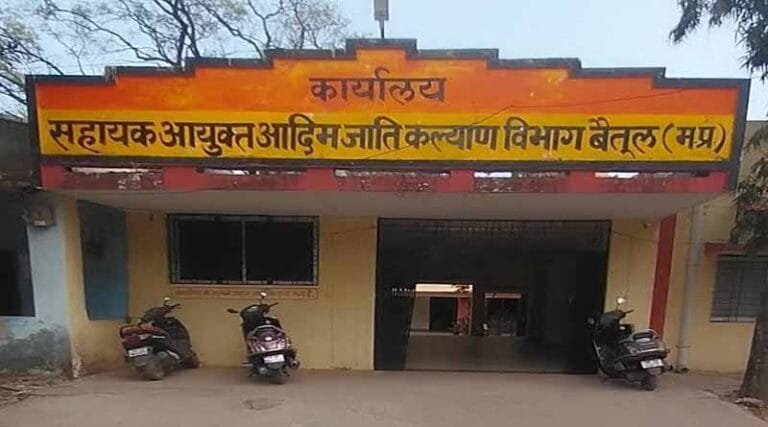 कार्यालय
सहायक आयुक्त आदिम जाति कल्याण विभाग बैतूल (म.प्र)